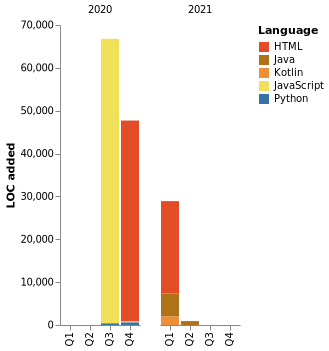 2020 2021
Language
HTML
Java
Kotlin
JavaScript
Python
LOC added
70,000
60,000
50,000
40,000
30,000
20,000
10,000
0
Q1 Q2 Q3 Q4 Q1 Q2 Q3 Q4